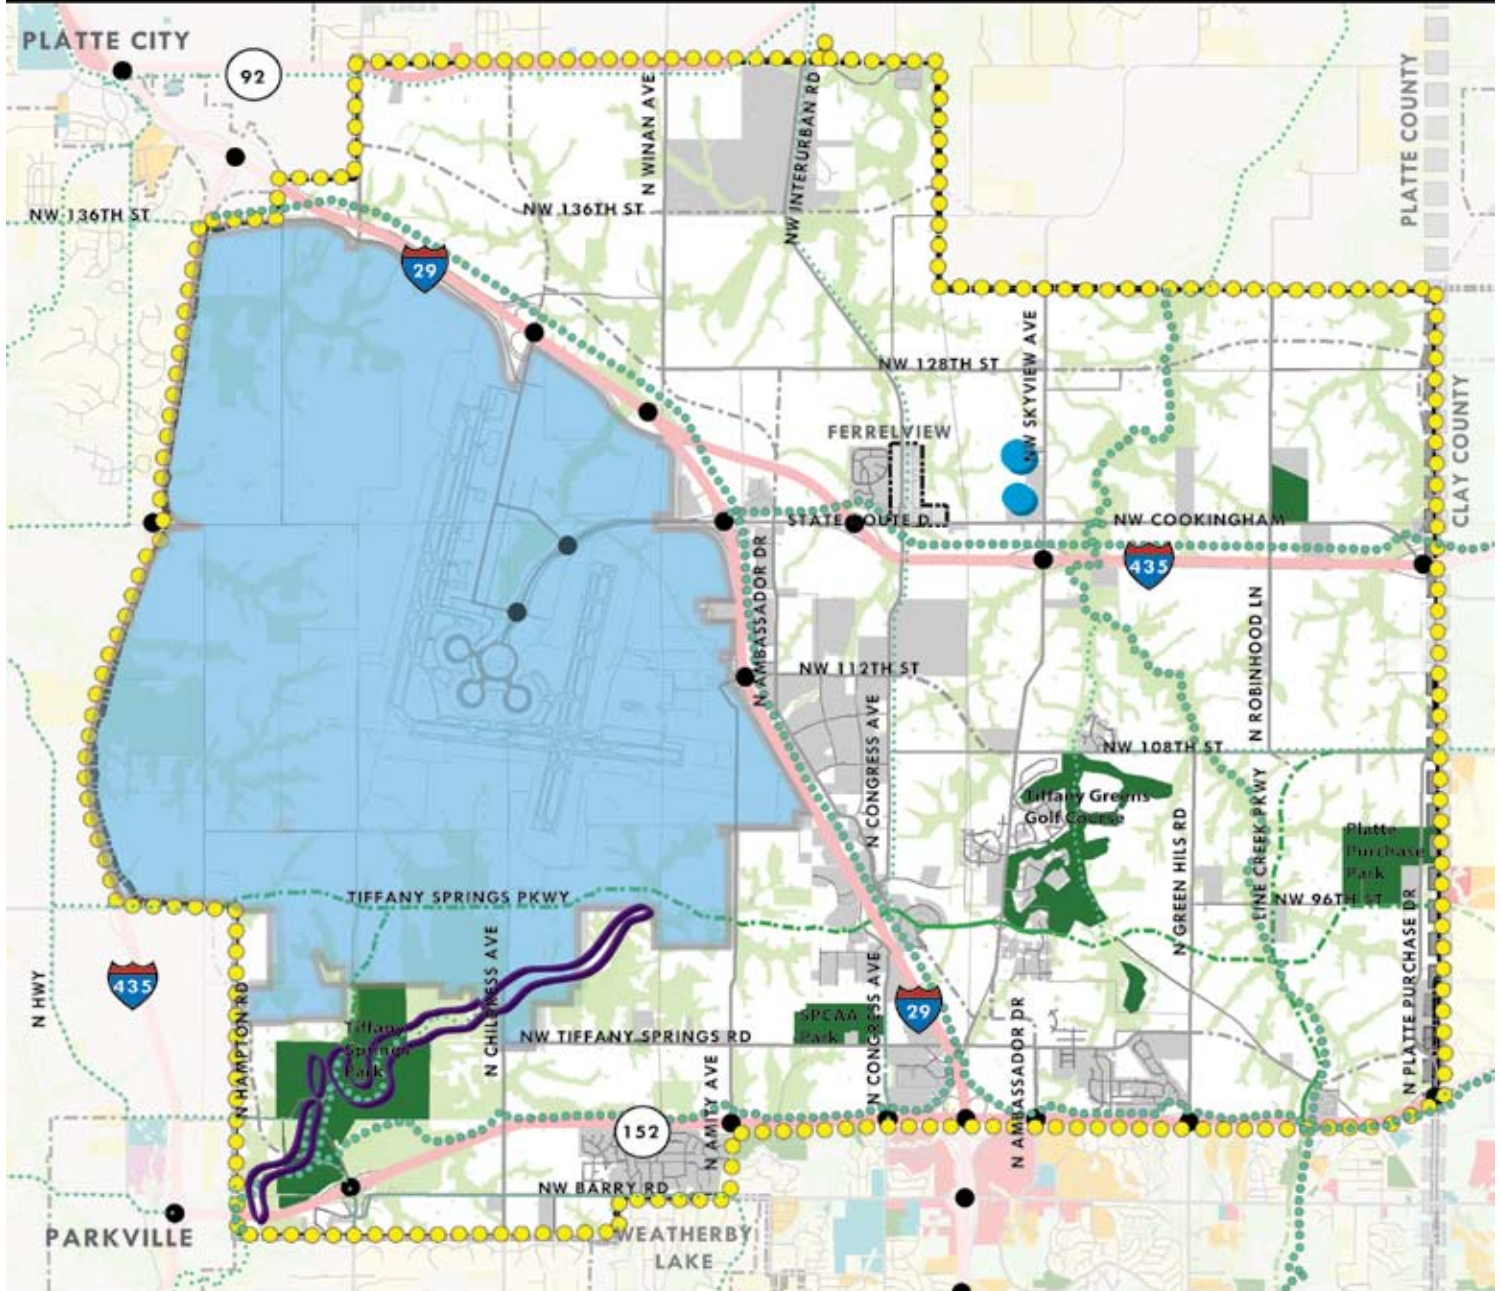 PLATTE CITY
92
N WINAN AVE
NW INTERURBAN RD
PLATTE COUNTY
NW 136TH ST
NW 136TH ST
29
NW 128TH ST
NW SKYVIEW AVE
CLAY COUNTY
FERRELVIEW
STATE ROUTE D
NW COOKINGHAM
435
N AMBASSADOR DR
N ROBINHOOD LN
NW 112TH ST
N CONGRESS AVE
NW 108TH ST
Tiffany Greens
Golf Course
N GREEN HILS RD
LINE CREEK PKWY
Platte
Purchase
Park
TIFFANY SPRINGS PKWY
NW 96TH ST
N HWY
435
N HAMPTON RD
N CHILDRESS AVE
N CONGRESS AVE
29
N PLATTE PURCHASE DR
Tiffany
Springs
Park
NW TIFFANY SPRINGS RD
SPCAA
Park
N AMITY AVE
N AMBASSADOR DR
152
NW BARRY RD
PARKVILLE
WEATHERBY
LAKE